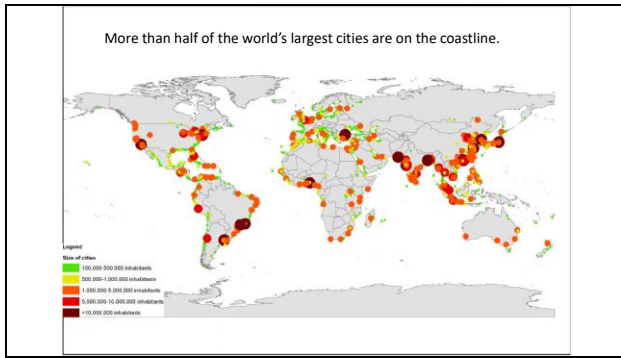 More than half of the world’s largest cities are on the coastline.
Legend
Size of cities
100,000-500,000 inhabitants
500,000-1,000,000 inhabitants
1,000,000-5,000,000 inhabitants
5,000,000-10,000,000 inhabitants
>10,000,000 inhabitants